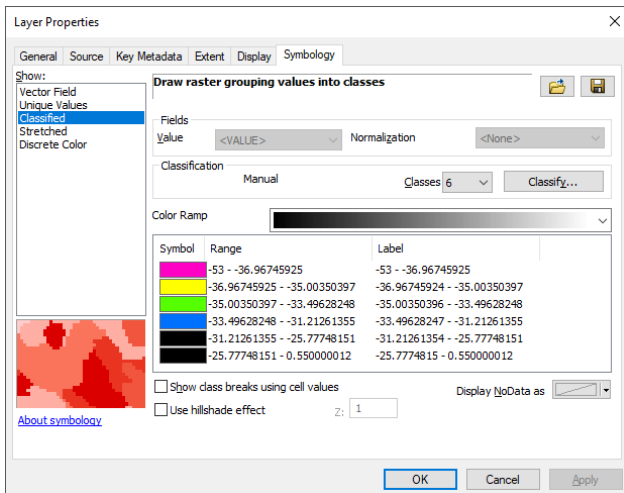 Layer Properties
General Source Key Metadata Extent Display Symbology
Show:
Vector Field
Unique Values
Classified
Stretched
Discrete Color
About symbology
Draw raster grouping values into classes
Fields
Value <VALUE> Normalization <None>
Classification
Manual Classes 6 Classify...
Color Ramp
Symbol Range Label
-53 - -36.96745925 -53 - -36.96745925
-36.96745925 - -35.00350397 -36.96745924 - -35.00350397
-35.00350397 - -33.49628248 -35.00350396 - -33.49628248
-33.49628248 - -31.21261355 -33.49628247 - -31.21261355
-31.21261355 - -25.77748151 -31.21261354 - -25.77748151
-25.77748151 - 0.550000012 -25.7774815 - 0.550000012
Show class breaks using cell values Display NoData as
Use hillshade effect Z: 1
OK Cancel Apply